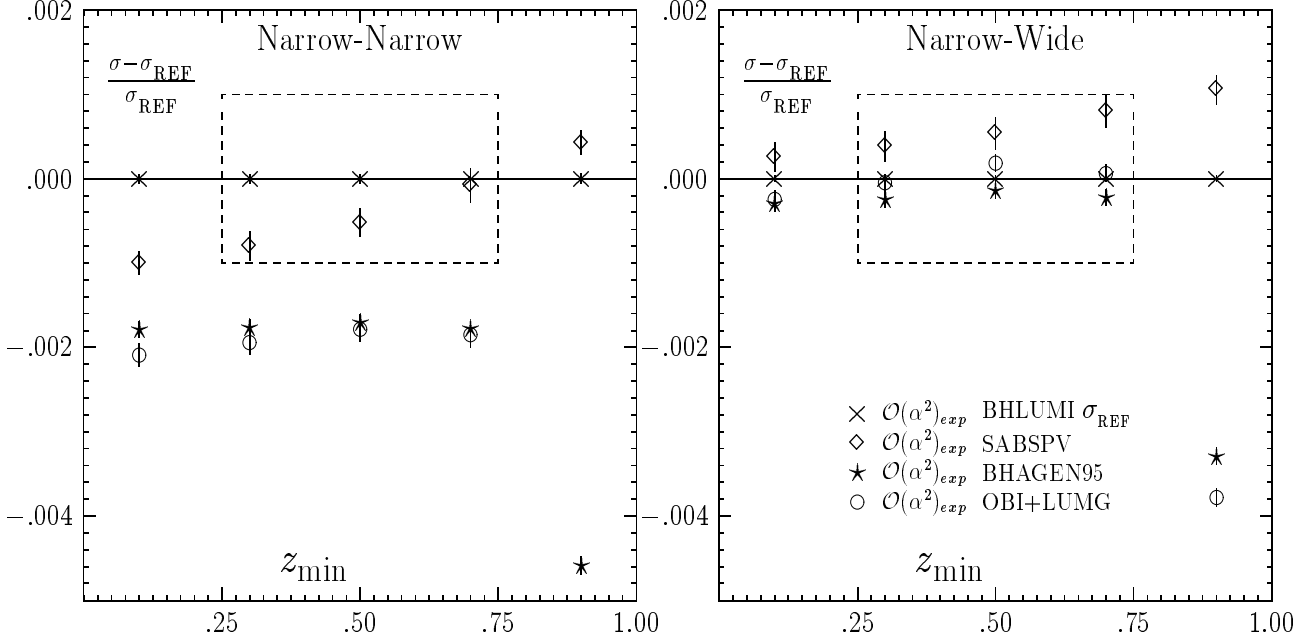 .002
.000
−.002
−.004
Narrow-Narrow
σ−σREF
σREF
zmin
.25 .50 .75 1.00
.002
.000
−.002
−.004
Narrow-Wide
σ−σREF
σREF
𝒪(α²)exp BHLUMI σREF
𝒪(α²)exp SABSPV
𝒪(α²)exp BHAGEN95
𝒪(α²)exp OBI+LUMG
zmin
.25 .50 .75 1.00